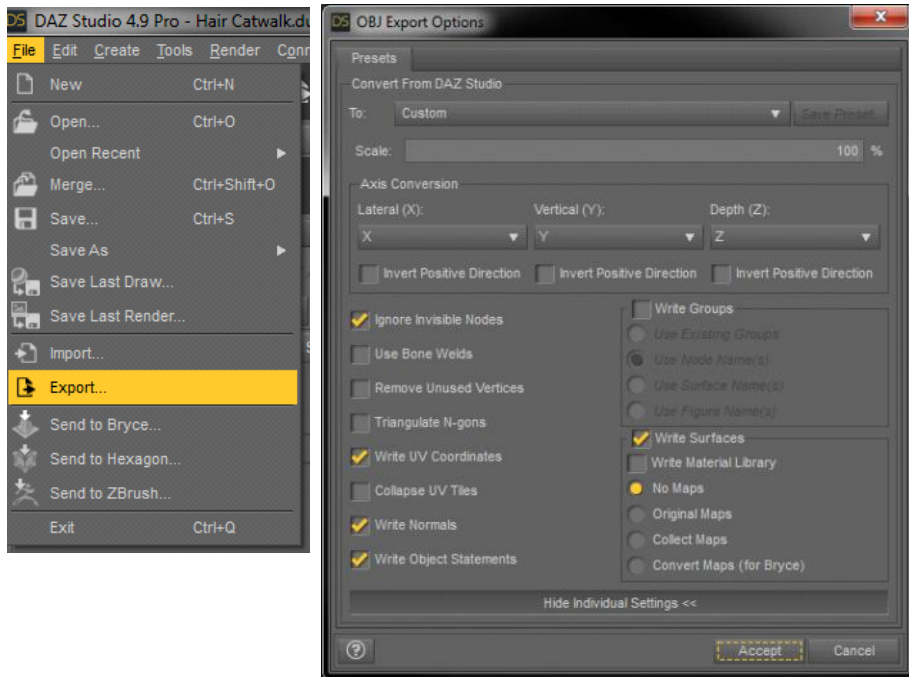 DS DAZ Studio 4.9 Pro - Hair Catwalk.du
File Edit Create Tools Render Conn
New Ctrl+N
Open... Ctrl+O
Open Recent
Merge... Ctrl+Shift+O
Save... Ctrl+S
Save As
Save Last Draw...
Save Last Render...
Import...
Export...
Send to Bryce...
Send to Hexagon...
Send to ZBrush...
Exit Ctrl+Q
DS OBJ Export Options
Presets
Convert From DAZ Studio
To: Custom Save Preset...
Scale: 100 %
Axis Conversion
Lateral (X): Vertical (Y): Depth (Z):
X Y Z
Invert Positive Direction Invert Positive Direction Invert Positive Direction
Ignore Invisible Nodes
Use Bone Welds
Remove Unused Vertices
Triangulate N-gons
Write UV Coordinates
Collapse UV Tiles
Write Normals
Write Object Statements
Write Groups
Use Existing Groups
Use Node Name(s)
Use Surface Name(s)
Use Figure Name(s)
Write Surfaces
Write Material Library
No Maps
Original Maps
Collect Maps
Convert Maps (for Bryce)
Hide Individual Settings <<
? Accept Cancel